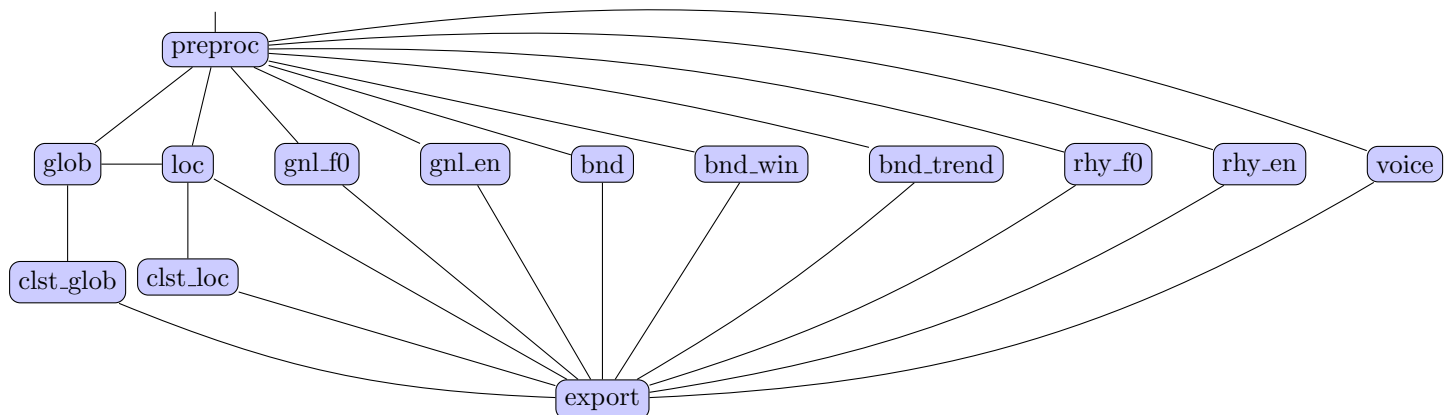 preproc
glob loc gnl_f0 gnl_en bnd bnd_win bnd_trend rhy_f0 rhy_en voice
clst_glob clst_loc
export